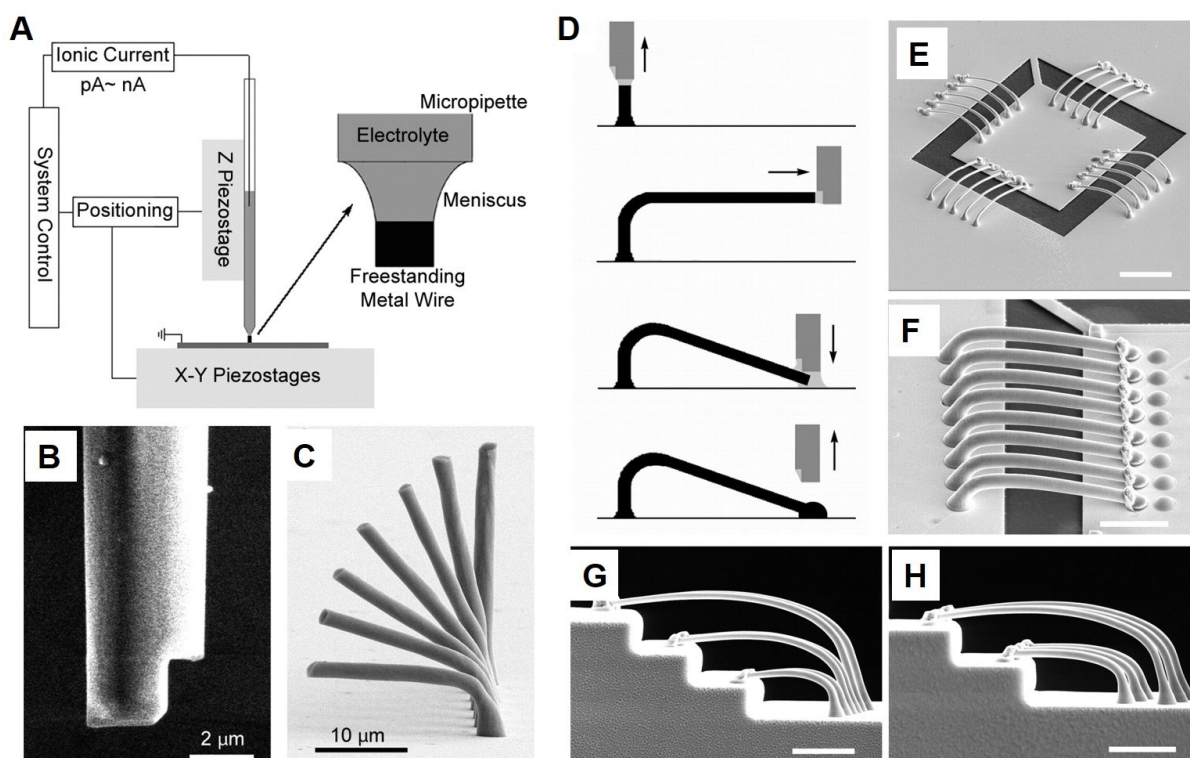 A
Ionic Current
pA~ nA
System Control
Positioning
Z Piezostage
X-Y Piezostages
Micropipette
Electrolyte
Meniscus
Freestanding
Metal Wire
B
2 μm
C
10 μm
D
E
F
G
H